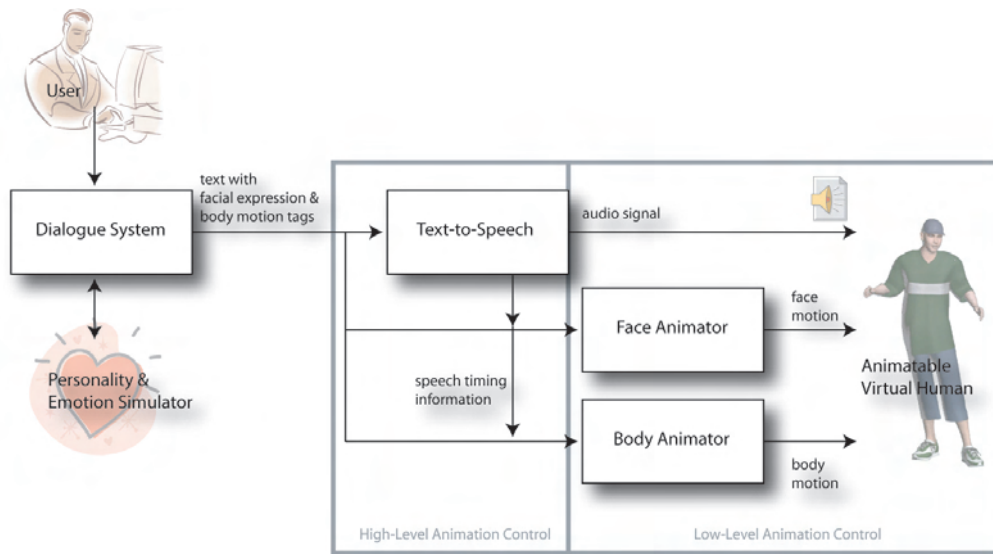 User
text with
facial expression &
body motion tags
Dialogue System
Text-to-Speech
audio signal
Face Animator
face
motion
Personality &
Emotion Simulator
speech timing
information
Animatable
Virtual Human
Body Animator
body
motion
High-Level Animation Control
Low-Level Animation Control